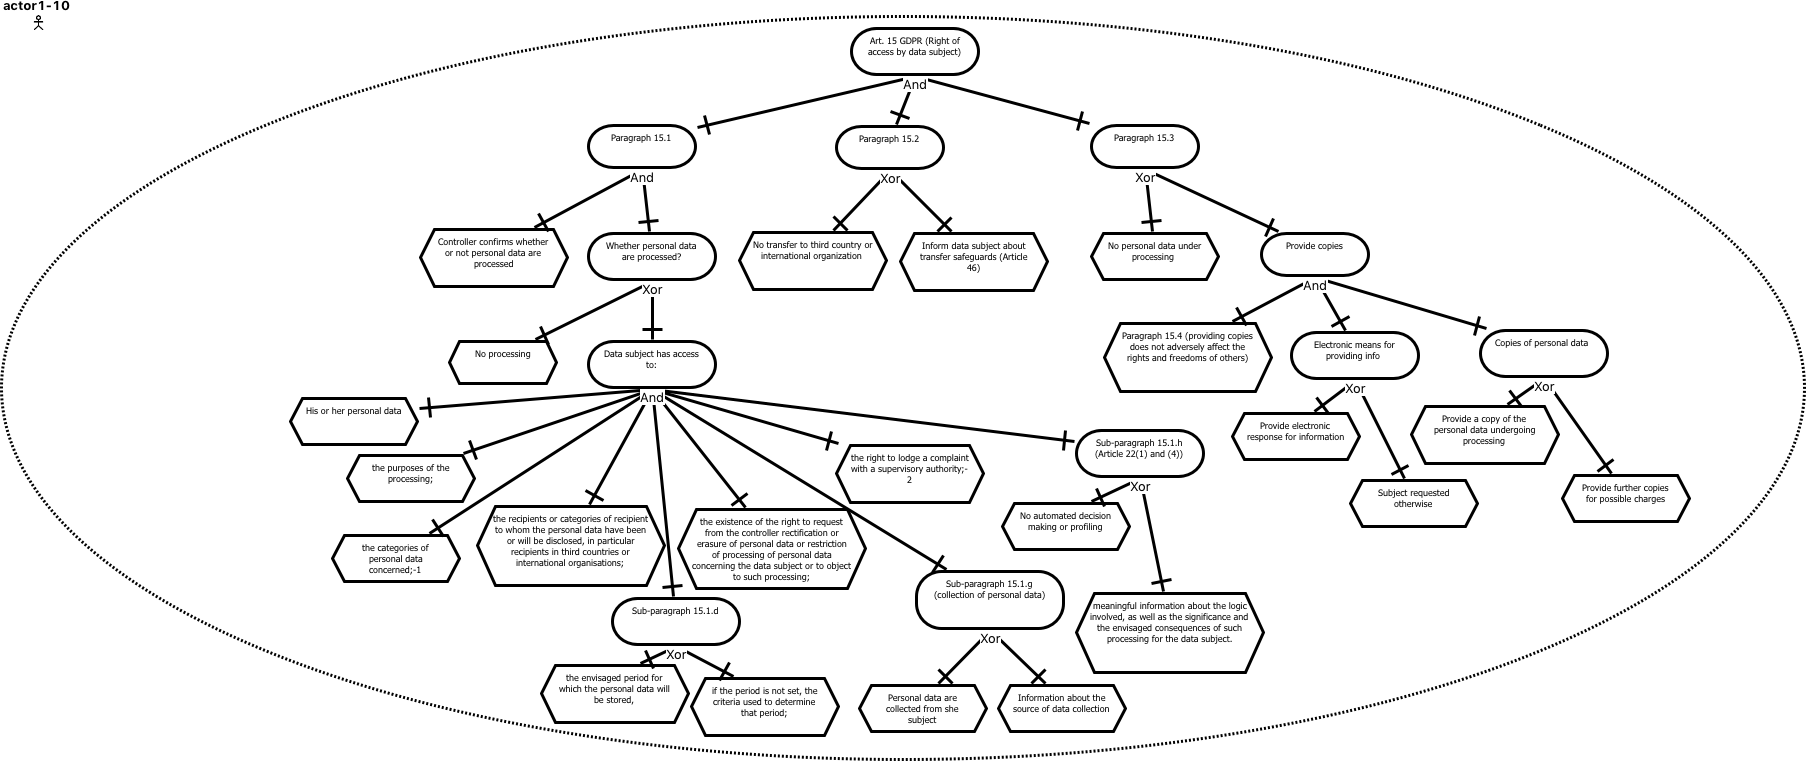 actor1-10
Art. 15 GDPR (Right of
access by data subject)
And
Paragraph 15.1
Paragraph 15.2
Paragraph 15.3
And
Xor
Xor
Controller confirms whether
or not personal data are
processed
Whether personal data
are processed?
No transfer to third country or
international organization
Inform data subject about
transfer safeguards (Article
46)
No personal data under
processing
Provide copies
Xor
And
No processing
Data subject has access
to:
Paragraph 15.4 (providing copies
does not adversely affect the
rights and freedoms of others)
Electronic means for
providing info
Copies of personal data
And
Xor
Xor
His or her personal data
Provide electronic
response for information
Provide a copy of the
personal data undergoing
processing
the purposes of the
processing;
the right to lodge a complaint
with a supervisory authority;-
2
Sub-paragraph 15.1.h
(Article 22(1) and (4))
Xor
Subject requested
otherwise
Provide further copies
for possible charges
the categories of
personal data
concerned;-1
the recipients or categories of recipient
to whom the personal data have been
or will be disclosed, in particular
recipients in third countries or
international organisations;
the existence of the right to request
from the controller rectification or
erasure of personal data or restriction
of processing of personal data
concerning the data subject or to object
to such processing;
No automated decision
making or profiling
Sub-paragraph 15.1.d
Sub-paragraph 15.1.g
(collection of personal data)
meaningful information about the logic
involved, as well as the significance and
the envisaged consequences of such
processing for the data subject.
Xor
Xor
the envisaged period for
which the personal data will
be stored,
if the period is not set, the
criteria used to determine
that period;
Personal data are
collected from she
subject
Information about the
source of data collection